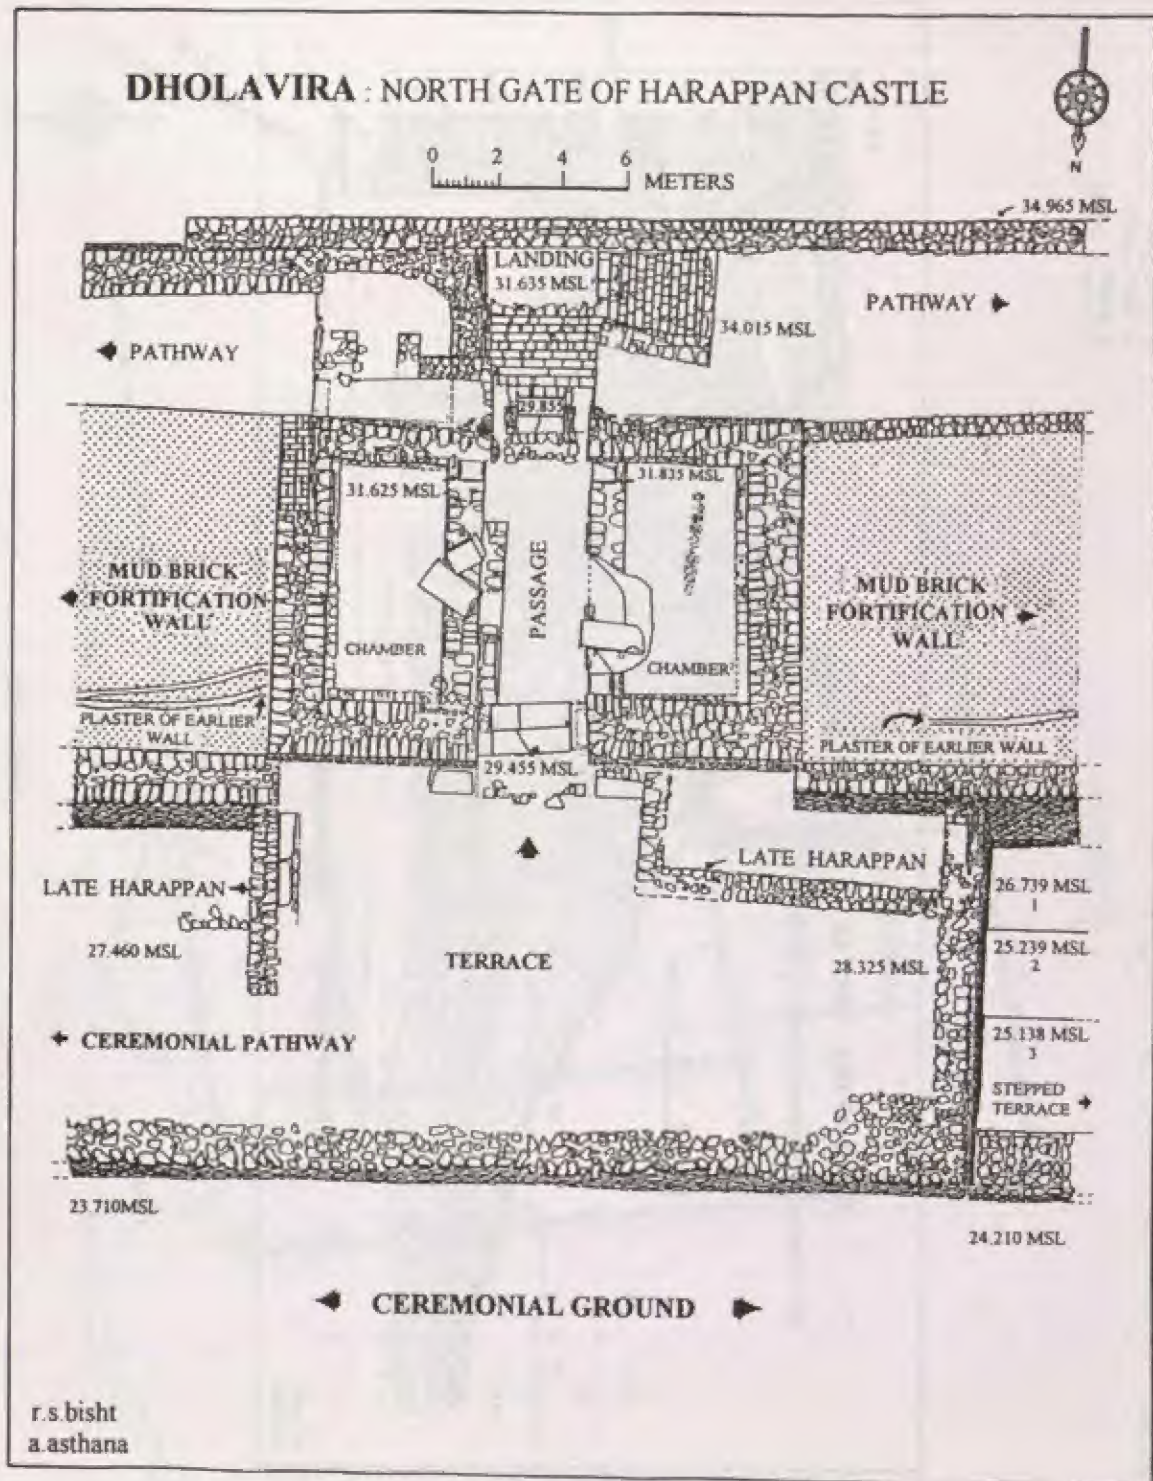 DHOLAVIRA : NORTH GATE OF HARAPPAN CASTLE
0 2 4 6
METERS
N
34.965 MSL
LANDING
31.635 MSL
PATHWAY
34.015 MSL
PATHWAY
29.855
31.625 MSL
31.835 MSL
PASSAGE
MUD BRICK
FORTIFICATION
WALL
MUD BRICK
FORTIFICATION
WALL
CHAMBER
CHAMBER
PLASTER OF EARLIER
WALL
PLASTER OF EARLIER WALL
29.455 MSL
LATE HARAPPAN
LATE HARAPPAN
26.739 MSL
1
27.460 MSL
TERRACE
28.325 MSL
25.239 MSL
2
CEREMONIAL PATHWAY
25.138 MSL
3
STEPPED
TERRACE
23.710MSL
24.210 MSL
CEREMONIAL GROUND
r.s.bisht
a.asthana